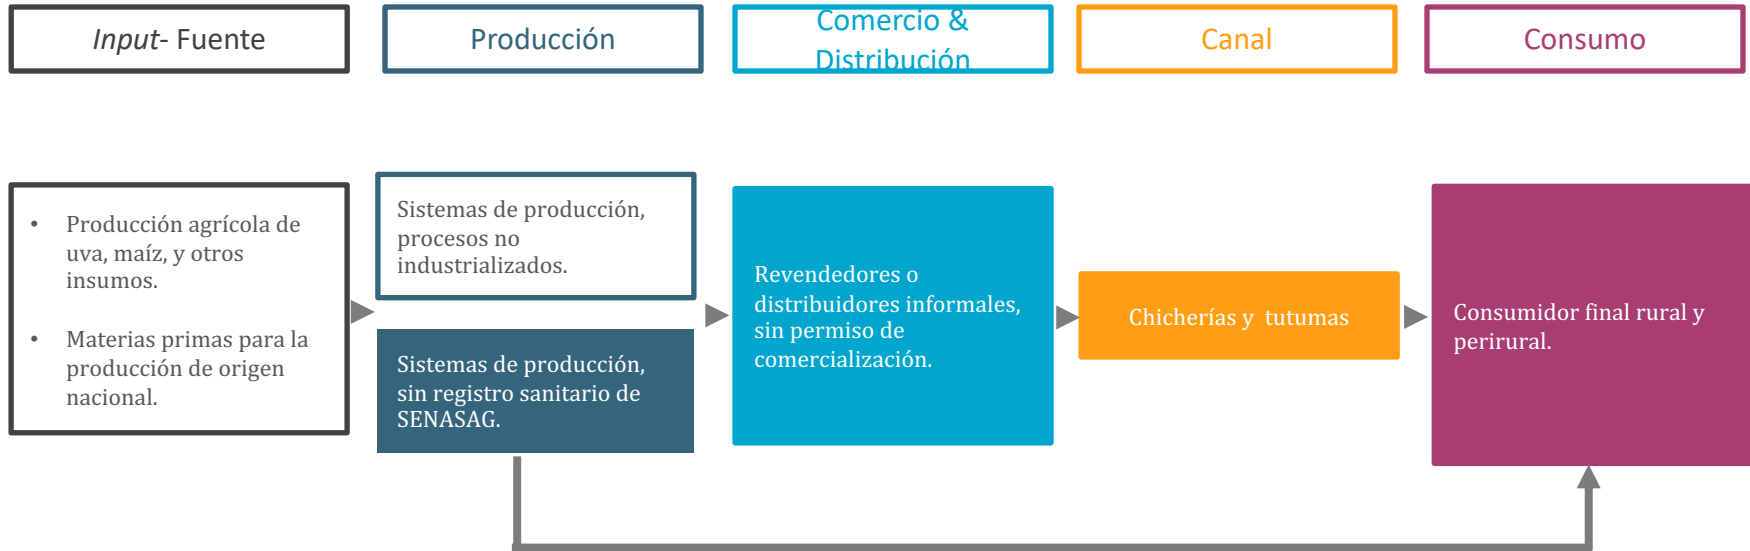 Input- Fuente
Producción
Comercio &
Distribución
Canal
Consumo
• Producción agrícola de
uva, maíz, y otros
insumos.
• Materias primas para la
producción de origen
nacional.
Sistemas de producción,
procesos no
industrializados.
Sistemas de producción,
sin registro sanitario de
SENASAG.
Revendedores o
distribuidores informales,
sin permiso de
comercialización.
Chicherías y tutumas
Consumidor final rural y
perirural.